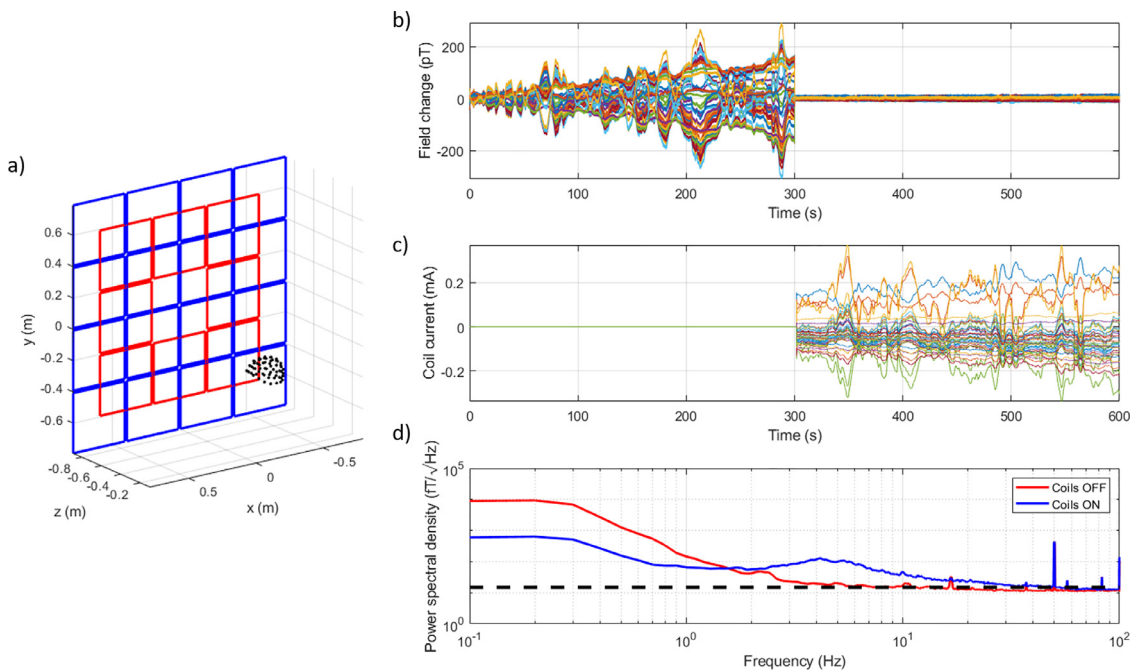 a)
0.6
0.4
0.2
0
-0.2
-0.4
-0.6
y (m)
-0.8
-0.6
-0.4
-0.2
z (m)
0.5
0
-0.5
x (m)
b)
200
0
-200
Field change (pT)
0 100 200 300 400 500
Time (s)
c)
0.2
0
-0.2
Coil current (mA)
0 100 200 300 400 500 600
Time (s)
d)
10^5
10^0
Power spectral density (fT/√Hz)
Coils OFF
Coils ON
10^-1 10^0 10^1 10^2
Frequency (Hz)